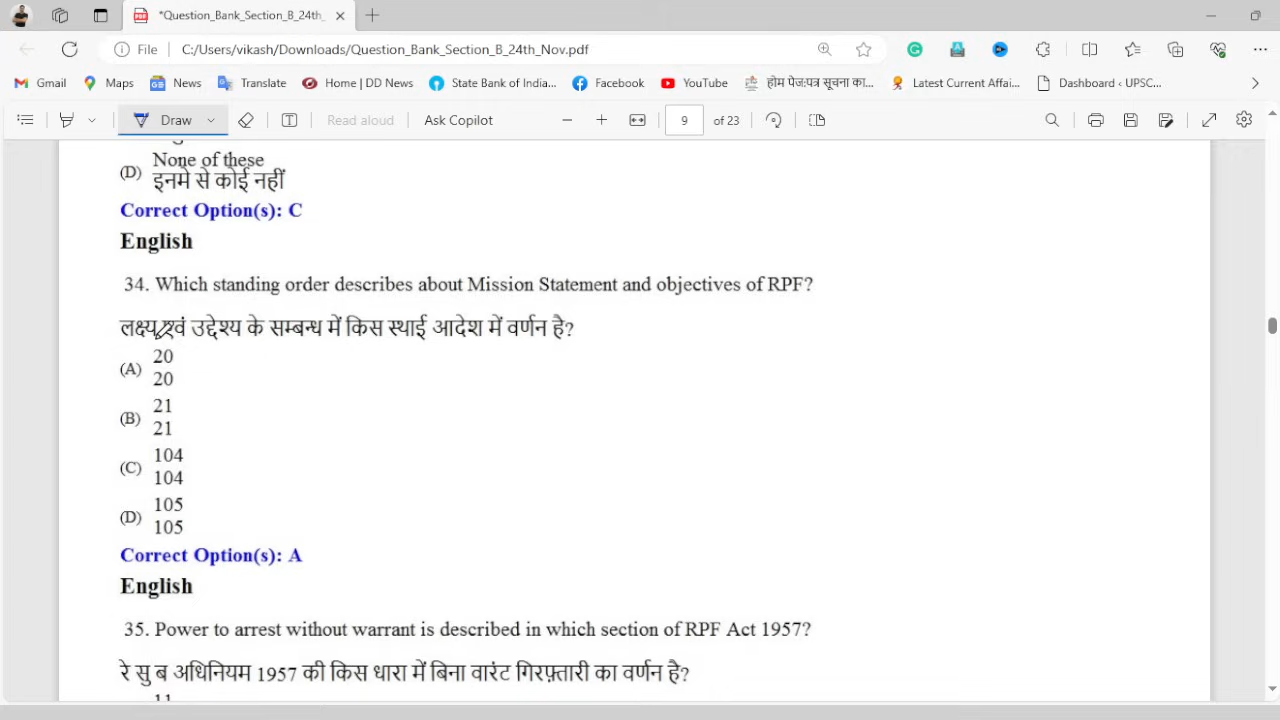 *Question_Bank_Section_B_24th_
File C:/Users/vikash/Downloads/Question_Bank_Section_B_24th_Nov.pdf
Gmail Maps News Translate Home | DD News State Bank of India... Facebook YouTube होम पेज:पत्र सूचना का... Latest Current Affai... Dashboard ‹ UPSC...
Draw Read aloud Ask Copilot 9 of 23
(D) None of these
इनमे से कोई नहीं
Correct Option(s): C
English
34. Which standing order describes about Mission Statement and objectives of RPF?
लक्ष्य एवं उद्देश्य के सम्बन्ध में किस स्थाई आदेश में वर्णन है?
(A) 20
20
(B) 21
21
(C) 104
104
(D) 105
105
Correct Option(s): A
English
35. Power to arrest without warrant is described in which section of RPF Act 1957?
रे सु ब अधिनियम 1957 की किस धारा में बिना वारंट गिरफ़्तारी का वर्णन है?
11